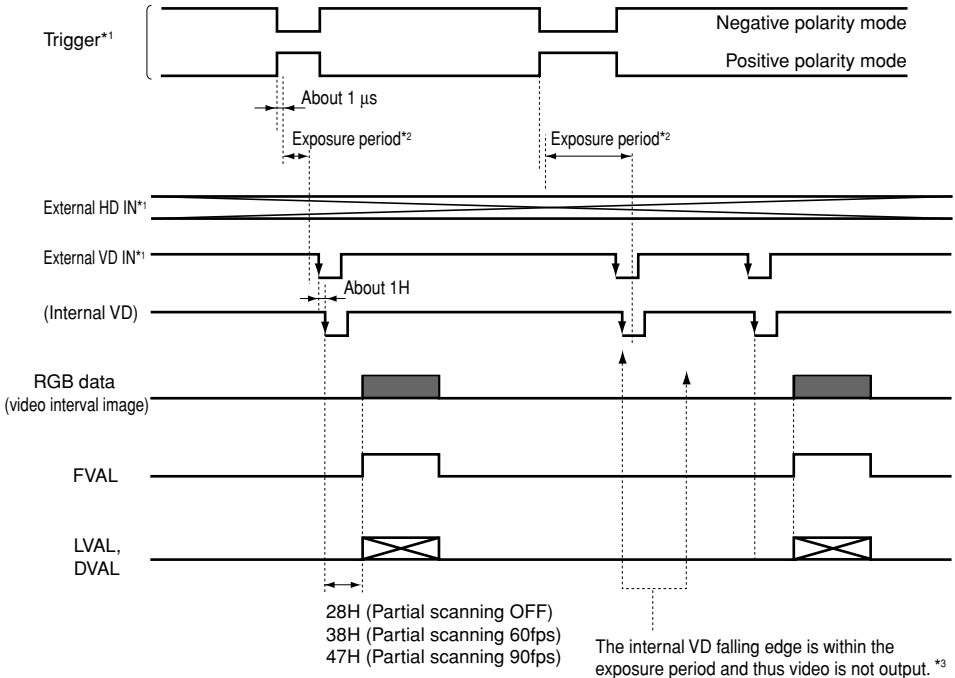 Negative polarity mode
Trigger*1
Positive polarity mode
About 1 μs
Exposure period*2
Exposure period*2
External HD IN*1
External VD IN*1
About 1H
(Internal VD)
RGB data
(video interval image)
FVAL
LVAL,
DVAL
28H (Partial scanning OFF)
38H (Partial scanning 60fps)
47H (Partial scanning 90fps)
The internal VD falling edge is within the
exposure period and thus video is not output. *3